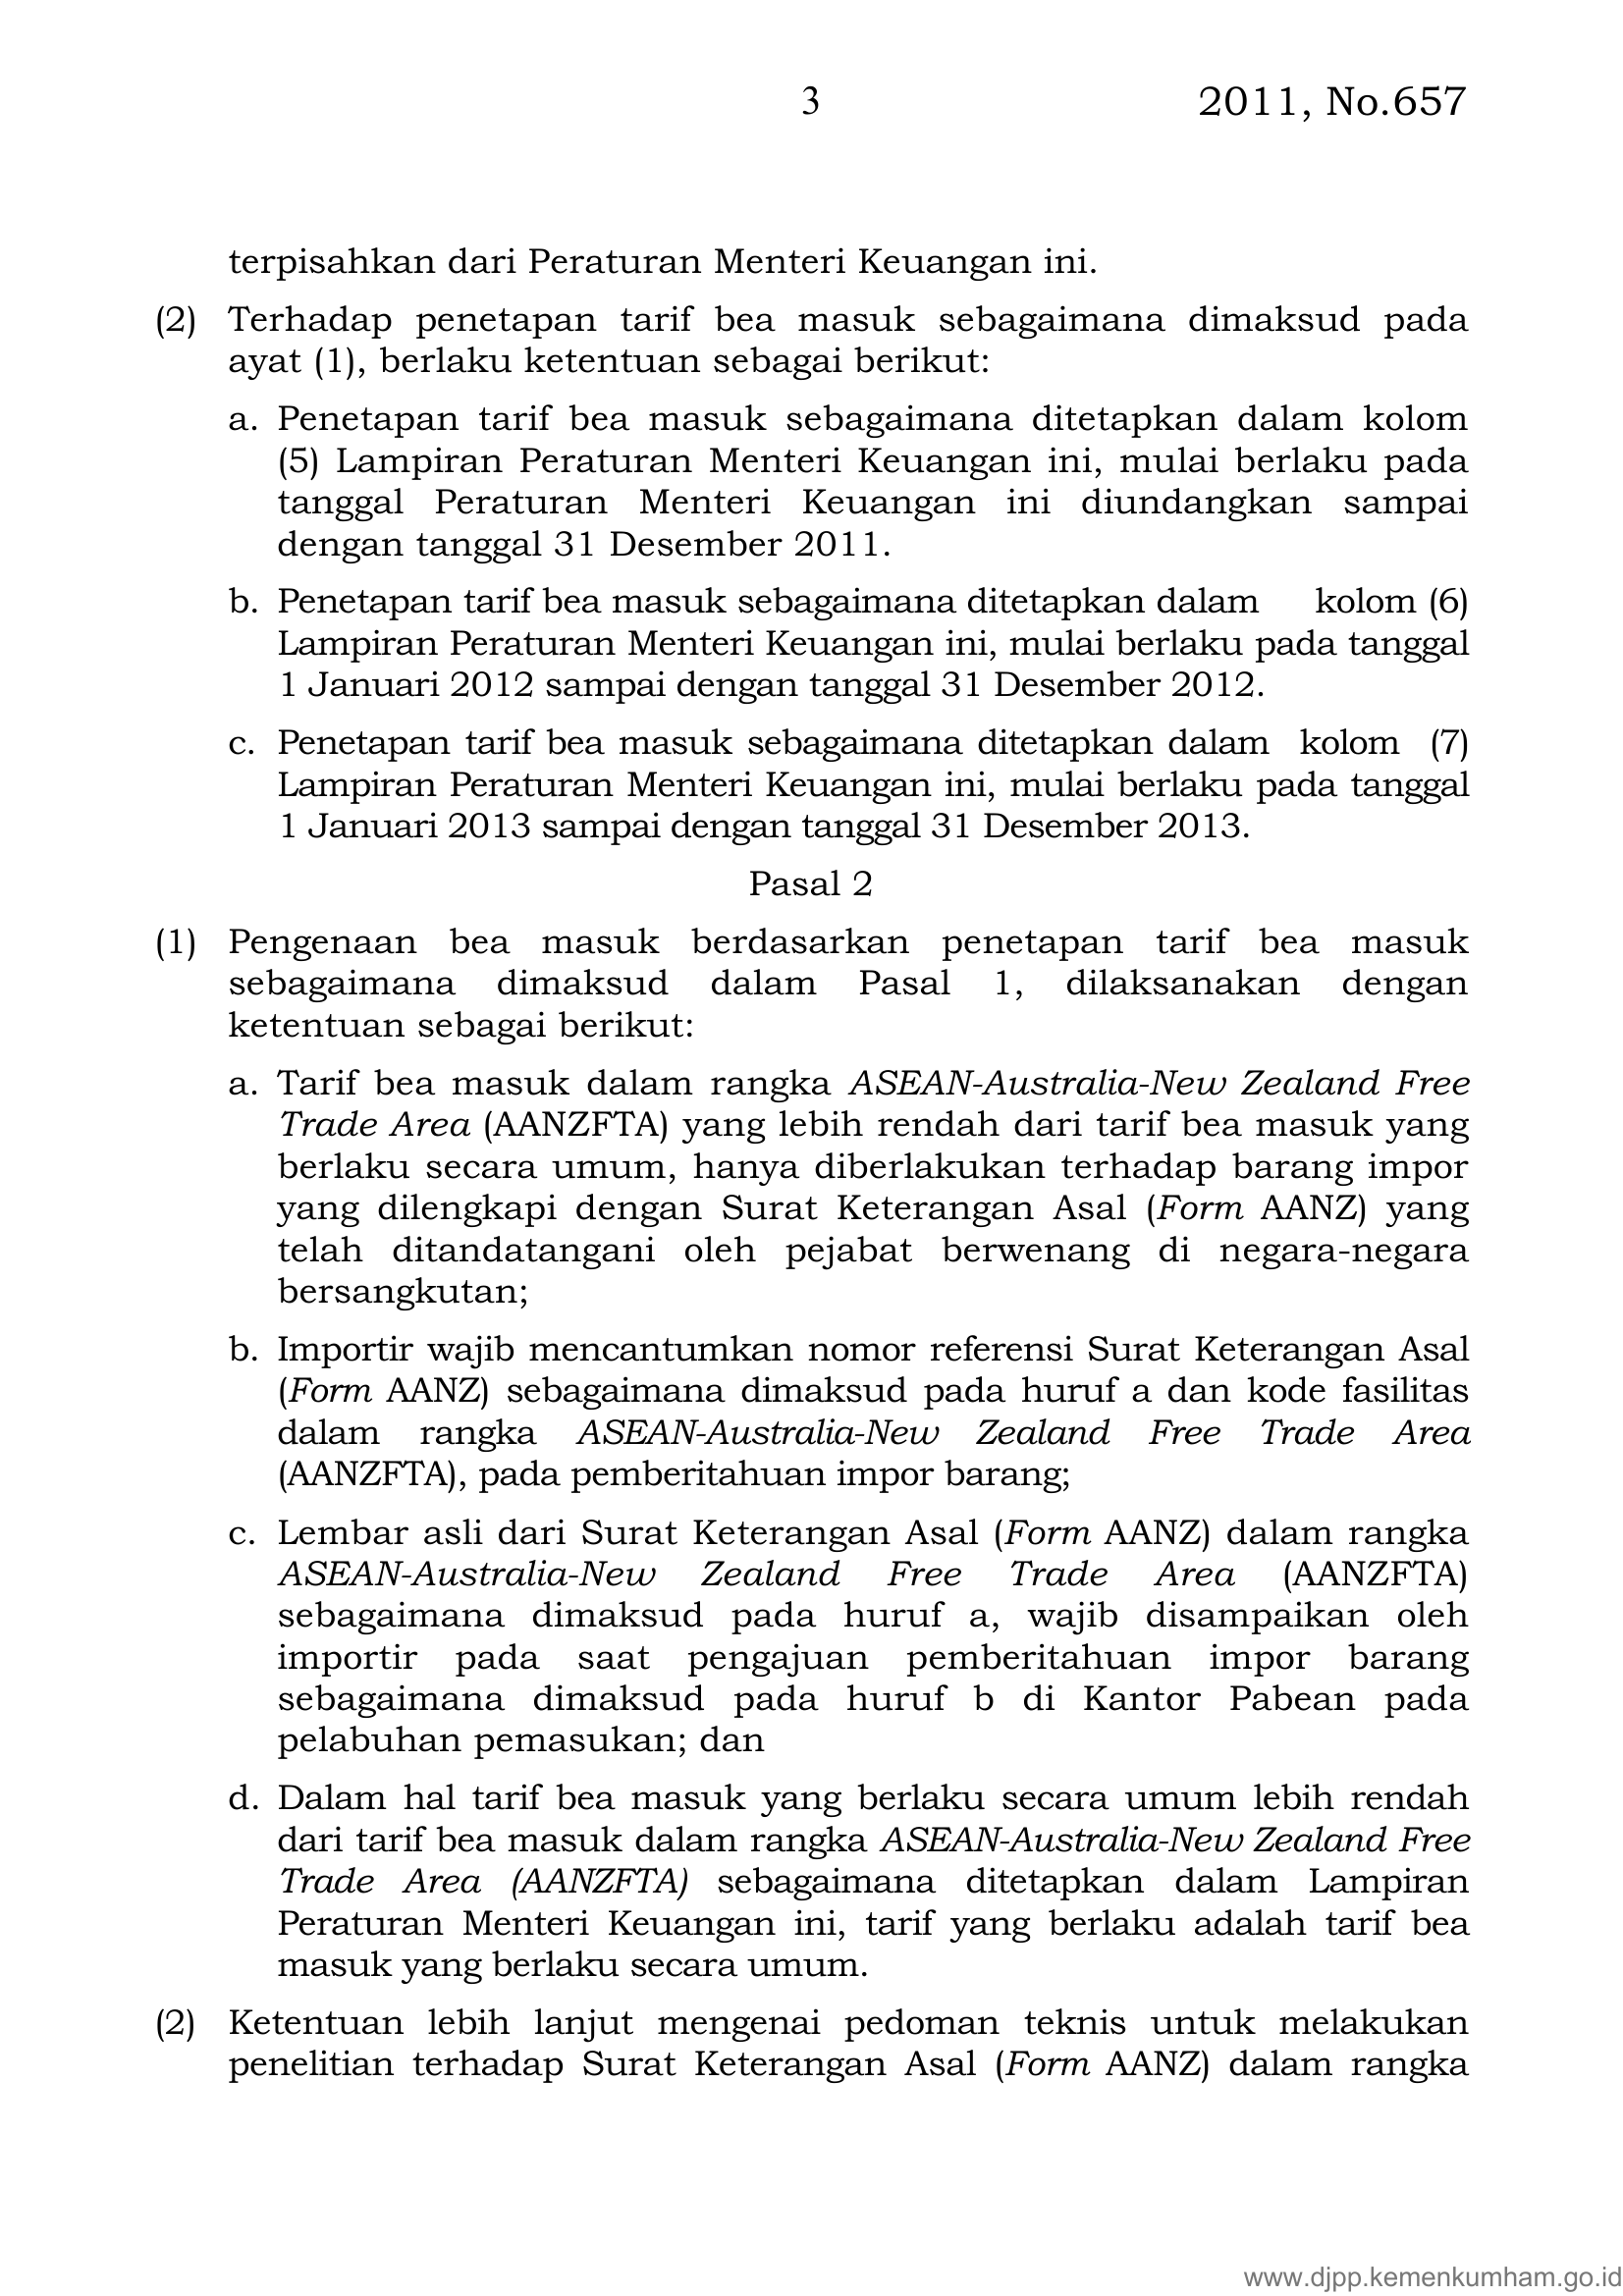 3
2011, No.657
terpisahkan dari Peraturan Menteri Keuangan ini.
(2) Terhadap penetapan tarif bea masuk sebagaimana dimaksud pada
ayat (1), berlaku ketentuan sebagai berikut:
a. Penetapan tarif bea masuk sebagaimana ditetapkan dalam kolom
(5) Lampiran Peraturan Menteri Keuangan ini, mulai berlaku pada
tanggal Peraturan Menteri Keuangan ini diundangkan sampai
dengan tanggal 31 Desember 2011.
b. Penetapan tarif bea masuk sebagaimana ditetapkan dalam kolom (6)
Lampiran Peraturan Menteri Keuangan ini, mulai berlaku pada tanggal
1 Januari 2012 sampai dengan tanggal 31 Desember 2012.
c. Penetapan tarif bea masuk sebagaimana ditetapkan dalam kolom (7)
Lampiran Peraturan Menteri Keuangan ini, mulai berlaku pada tanggal
1 Januari 2013 sampai dengan tanggal 31 Desember 2013.
Pasal 2
(1) Pengenaan bea masuk berdasarkan penetapan tarif bea masuk
sebagaimana dimaksud dalam Pasal 1, dilaksanakan dengan
ketentuan sebagai berikut:
a. Tarif bea masuk dalam rangka ASEAN-Australia-New Zealand Free
Trade Area (AANZFTA) yang lebih rendah dari tarif bea masuk yang
berlaku secara umum, hanya diberlakukan terhadap barang impor
yang dilengkapi dengan Surat Keterangan Asal (Form AANZ) yang
telah ditandatangani oleh pejabat berwenang di negara-negara
bersangkutan;
b. Importir wajib mencantumkan nomor referensi Surat Keterangan Asal
(Form AANZ) sebagaimana dimaksud pada huruf a dan kode fasilitas
dalam rangka ASEAN-Australia-New Zealand Free Trade Area
(AANZFTA), pada pemberitahuan impor barang;
c. Lembar asli dari Surat Keterangan Asal (Form AANZ) dalam rangka
ASEAN-Australia-New Zealand Free Trade Area (AANZFTA)
sebagaimana dimaksud pada huruf a, wajib disampaikan oleh
importir pada saat pengajuan pemberitahuan impor barang
sebagaimana dimaksud pada huruf b di Kantor Pabean pada
pelabuhan pemasukan; dan
d. Dalam hal tarif bea masuk yang berlaku secara umum lebih rendah
dari tarif bea masuk dalam rangka ASEAN-Australia-New Zealand Free
Trade Area (AANZFTA) sebagaimana ditetapkan dalam Lampiran
Peraturan Menteri Keuangan ini, tarif yang berlaku adalah tarif bea
masuk yang berlaku secara umum.
(2) Ketentuan lebih lanjut mengenai pedoman teknis untuk melakukan
penelitian terhadap Surat Keterangan Asal (Form AANZ) dalam rangka
www.djpp.kemenkumham.go.id